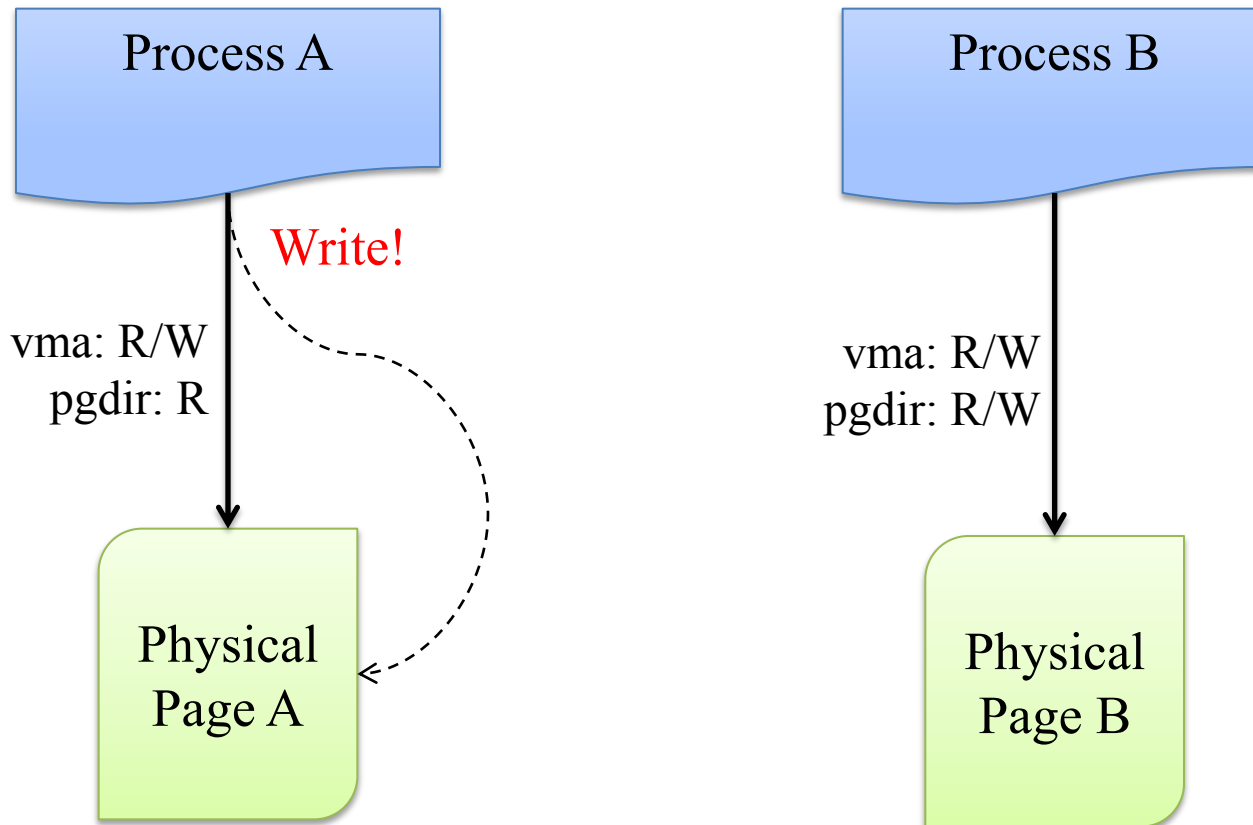 Process A
Process B
Write!
vma: R/W
pgdir: R
vma: R/W
pgdir: R/W
Physical
Page A
Physical
Page B